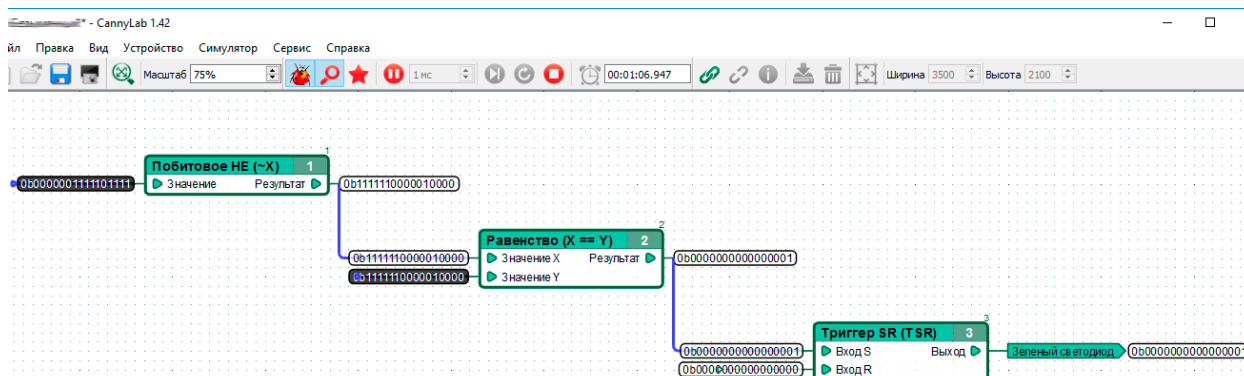 * - CannyLab 1.42
йл Правка Вид Устройство Симулятор Сервис Справка
Масштаб 75% 1 мс 00:01:06.947 Ширина 3500 Высота 2100
1
Побитовое НЕ (~X) 1
0b0000001111101111 Значение Результат 0b1111110000010000
2
Равенство (X == Y) 2
0b1111110000010000 Значение X Результат 0b0000000000000001
0b1111110000010000 Значение Y
3
Триггер SR (TSR) 3
0b0000000000000001 Вход S Выход Зеленый светодиод 0b0000000000000001
0b0000000000000000 Вход R